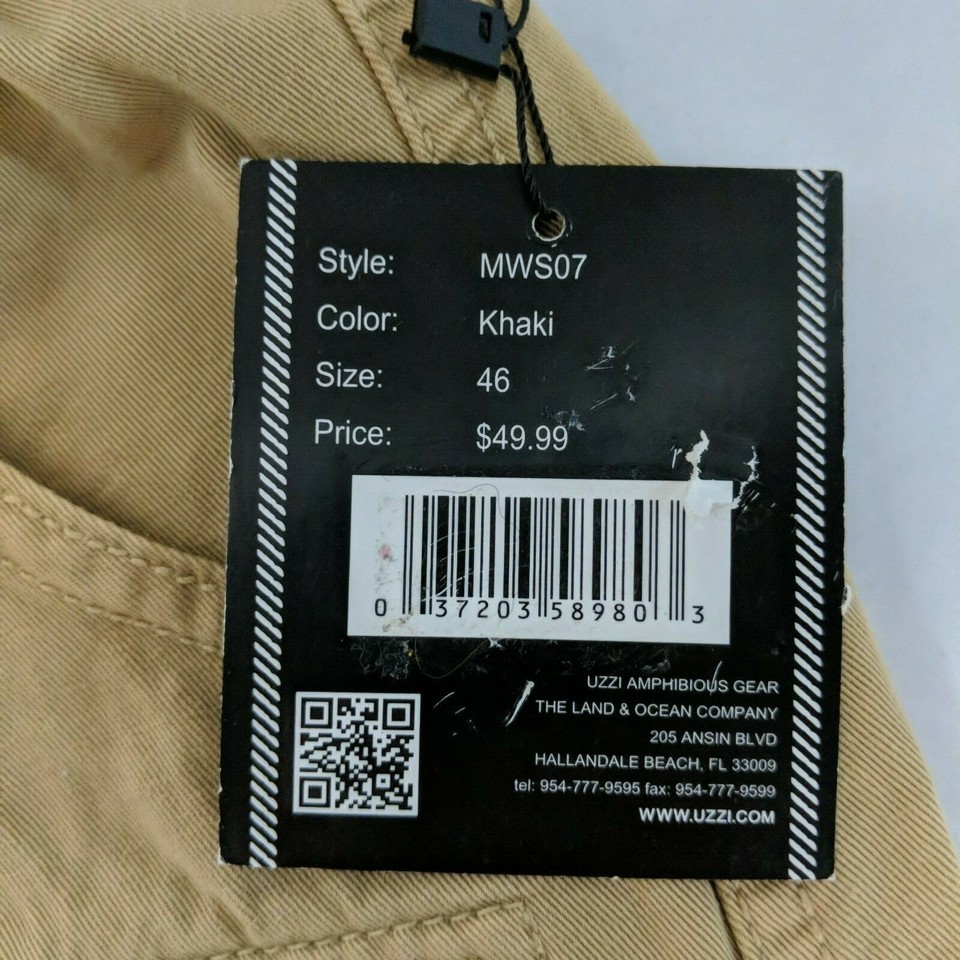 Style: MWS07
Color: Khaki
Size: 46
Price: $49.99
0 37203 58980 3
UZZI AMPHIBIOUS GEAR
THE LAND & OCEAN COMPANY
205 ANSIN BLVD
HALLANDALE BEACH, FL 33009
tel: 954-777-9595 fax: 954-777-9599
WWW.UZZI.COM